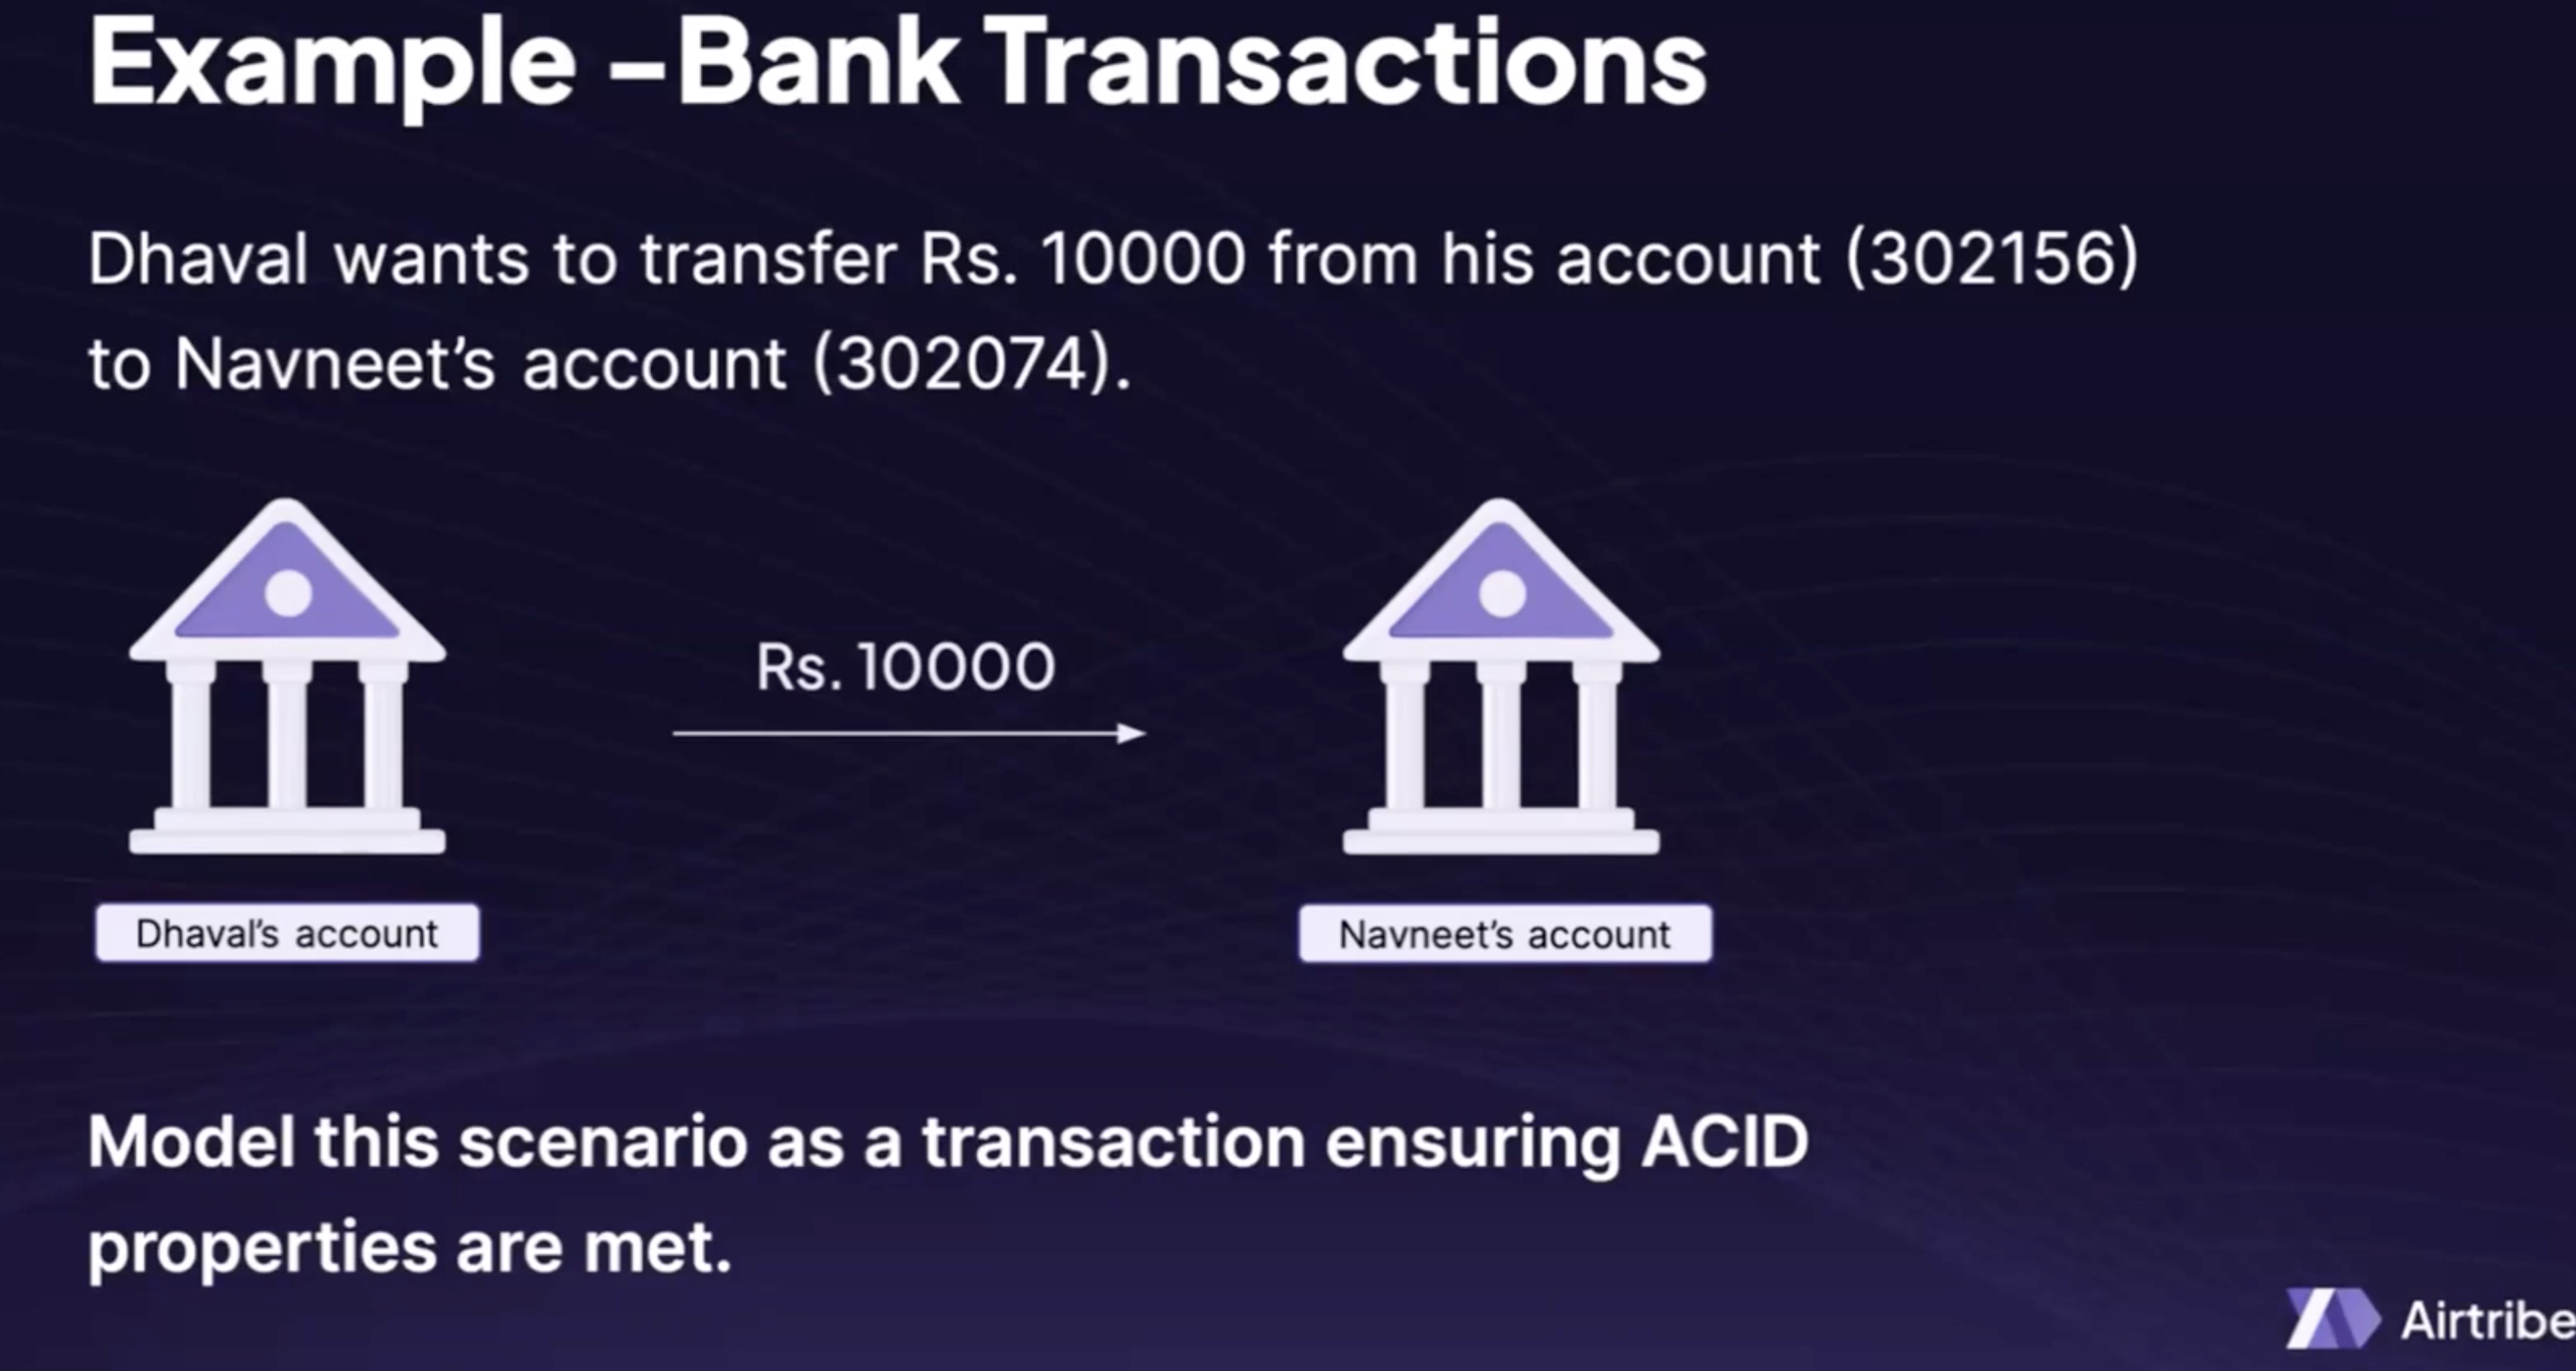 Example –Bank Transactions
Dhaval wants to transfer Rs. 10000 from his account (302156)
to Navneet’s account (302074).
Rs. 10000
Dhaval’s account
Navneet’s account
Model this scenario as a transaction ensuring ACID
properties are met.
Airtribe